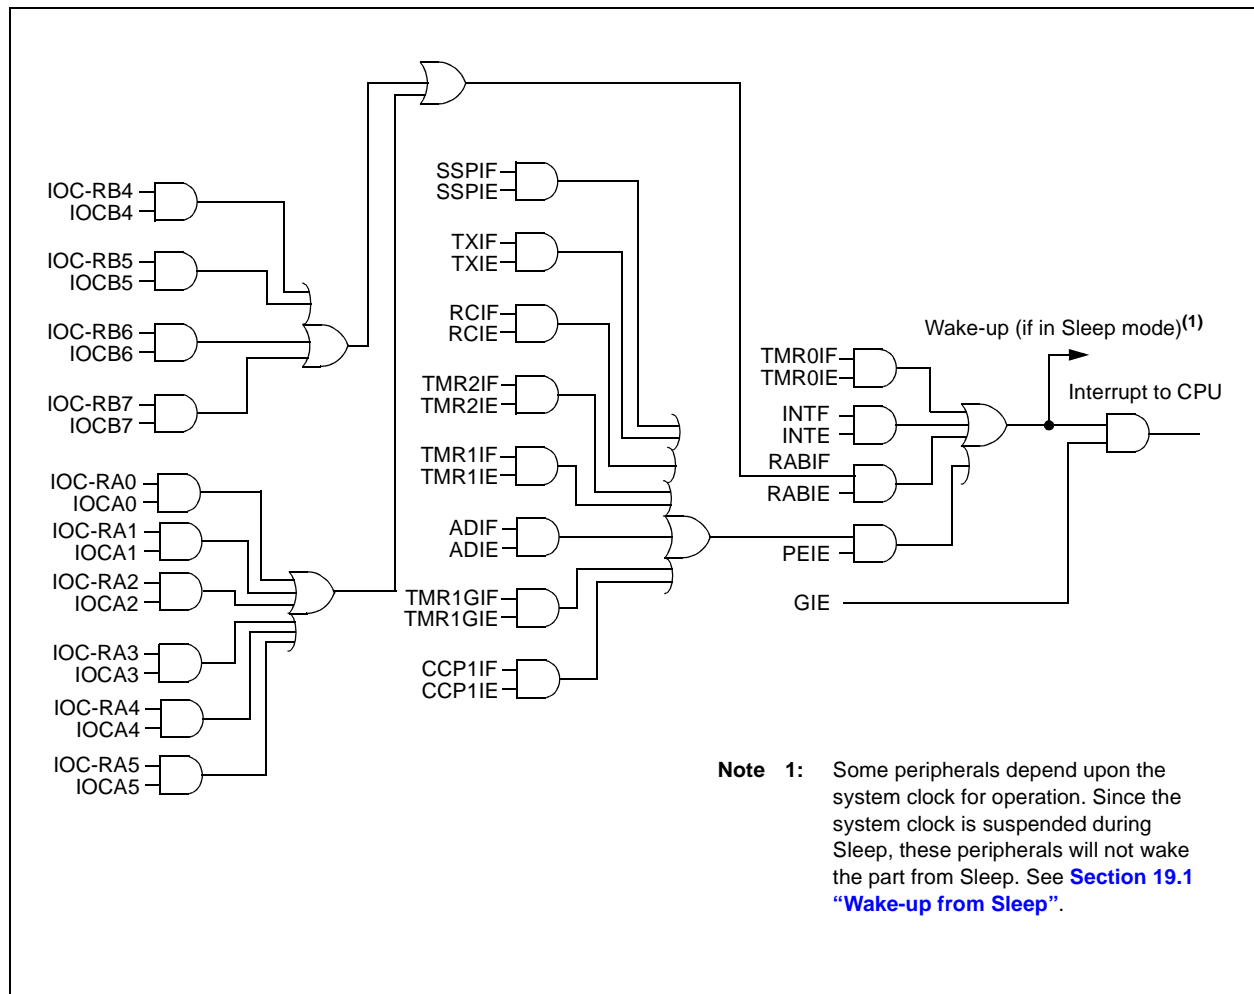 IOC-RB4
IOCB4
IOC-RB5
IOCB5
IOC-RB6
IOCB6
IOC-RB7
IOCB7
IOC-RA0
IOCA0
IOC-RA1
IOCA1
IOC-RA2
IOCA2
IOC-RA3
IOCA3
IOC-RA4
IOCA4
IOC-RA5
IOCA5
SSPIF
SSPIE
TXIF
TXIE
RCIF
RCIE
TMR2IF
TMR2IE
TMR1IF
TMR1IE
ADIF
ADIE
TMR1GIF
TMR1GIE
CCP1IF
CCP1IE
TMR0IF
TMR0IE
INTF
INTE
RABIF
RABIE
PEIE
GIE
Wake-up (if in Sleep mode)(1)
Interrupt to CPU
Note 1: Some peripherals depend upon the
system clock for operation. Since the
system clock is suspended during
Sleep, these peripherals will not wake
the part from Sleep. See Section 19.1
“Wake-up from Sleep”.